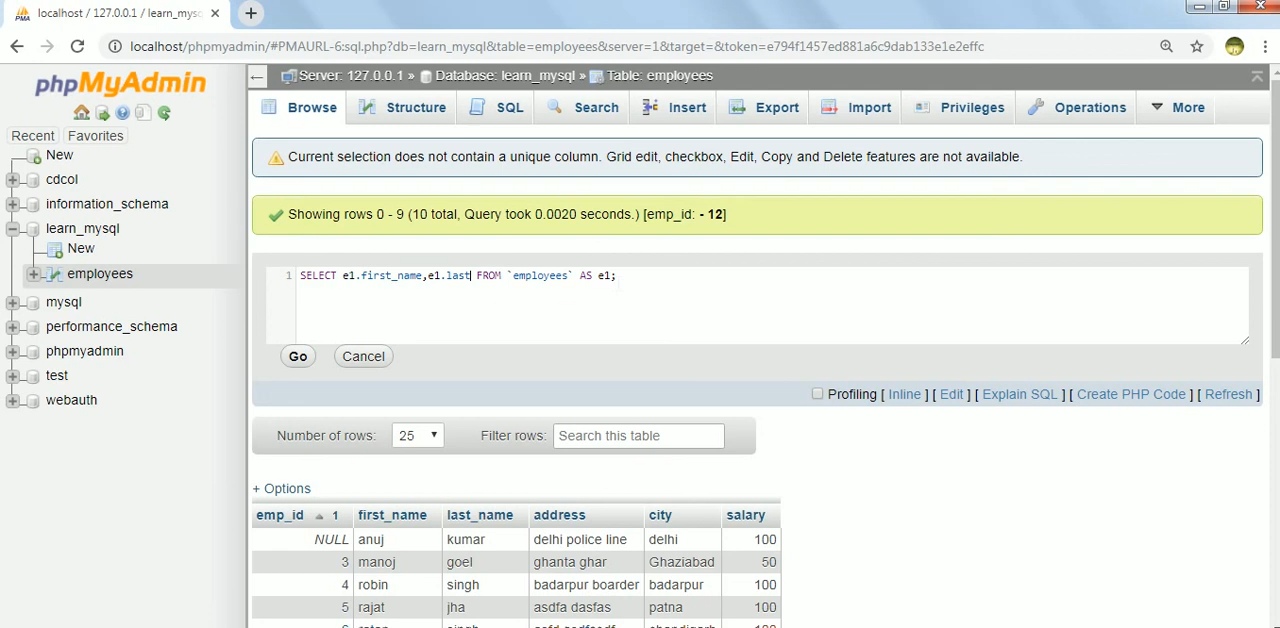 localhost / 127.0.0.1 / learn_mysq
localhost/phpmyadmin/#PMAURL-6:sql.php?db=learn_mysql&table=employees&server=1&target=&token=e794f1457ed881a6c9dab133e1e2effc
phpMyAdmin
Recent Favorites
New
cdcol
information_schema
learn_mysql
New
employees
mysql
performance_schema
phpmyadmin
test
webauth
Server: 127.0.0.1 » Database: learn_mysql » Table: employees
Browse Structure SQL Search Insert Export Import Privileges Operations More
Current selection does not contain a unique column. Grid edit, checkbox, Edit, Copy and Delete features are not available.
Showing rows 0 - 9 (10 total, Query took 0.0020 seconds.) [emp_id: - 12]
1 SELECT e1.first_name,e1.last FROM `employees` AS e1;
Go Cancel
Profiling [ Inline ] [ Edit ] [ Explain SQL ] [ Create PHP Code ] [ Refresh ]
Number of rows: 25 Filter rows: Search this table
+ Options
emp_id 1 first_name last_name address city salary
NULL anuj kumar delhi police line delhi 100
3 manoj goel ghanta ghar Ghaziabad 50
4 robin singh badarpur boarder badarpur 100
5 rajat jha asdfa dasfas patna 100